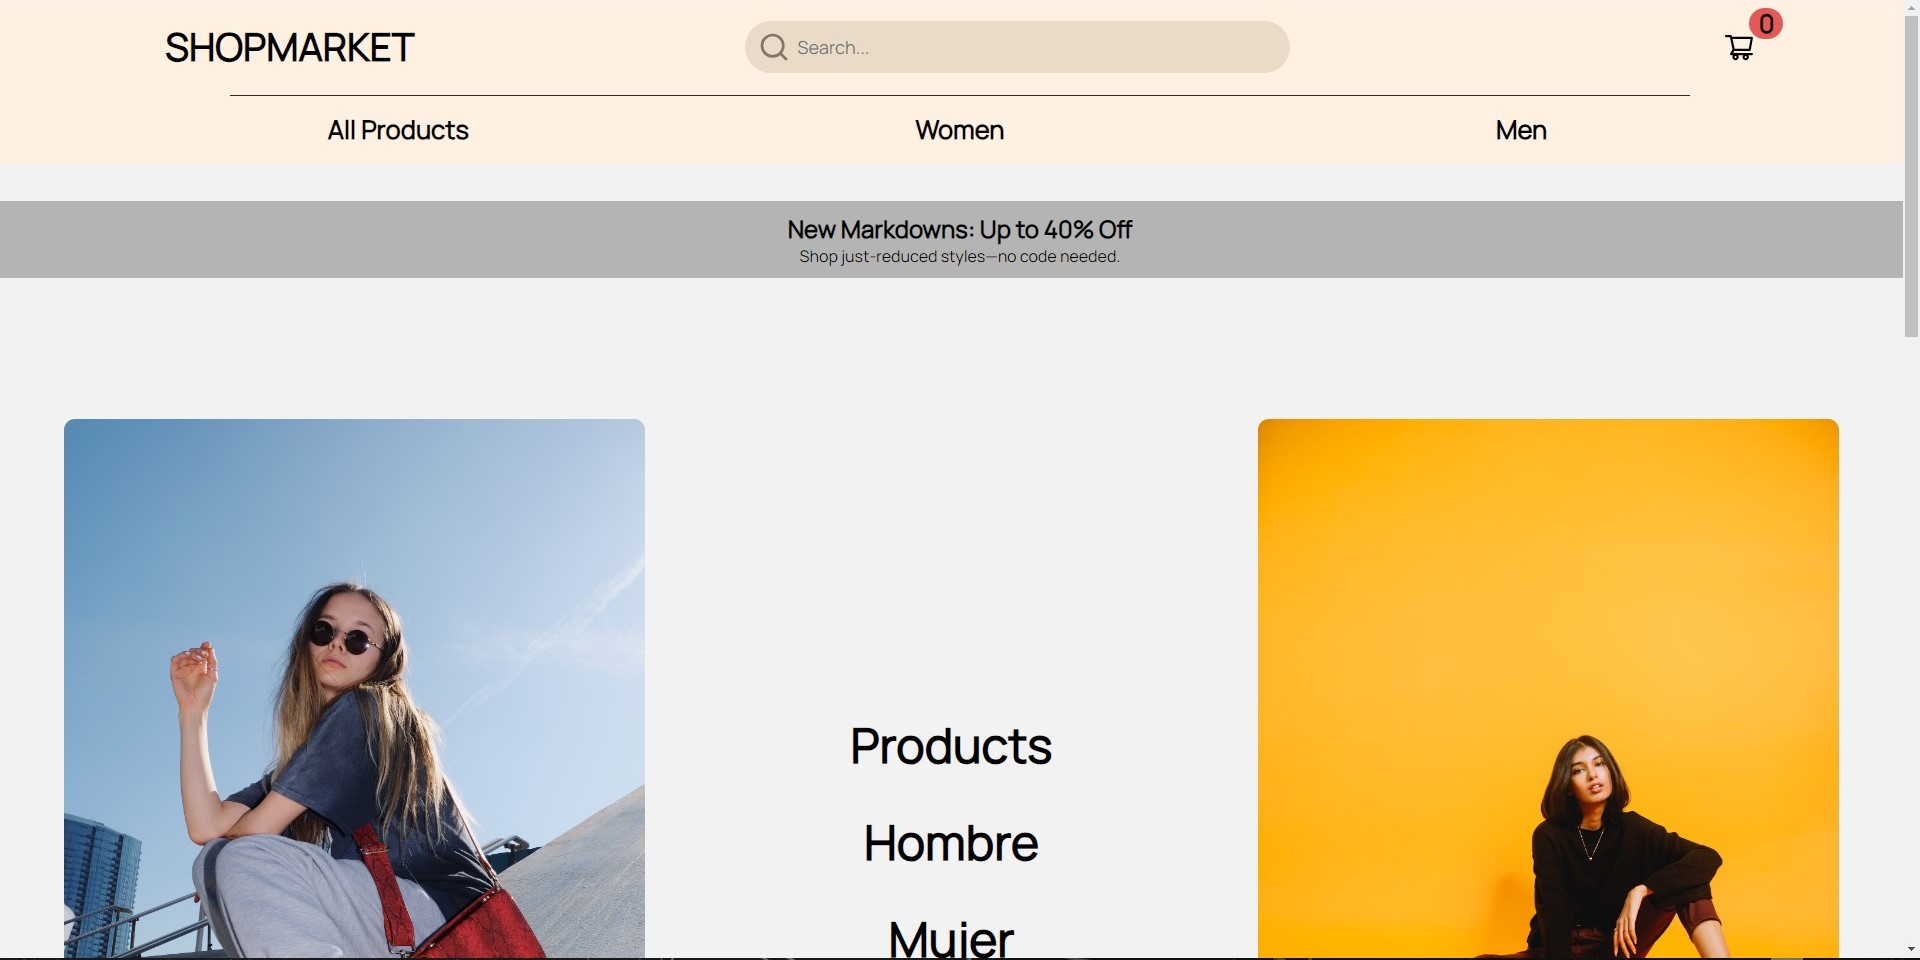 SHOPMARKET
Search...
0
All Products
Women
Men
New Markdowns: Up to 40% Off
Shop just-reduced styles—no code needed.
Products
Hombre
Mujer